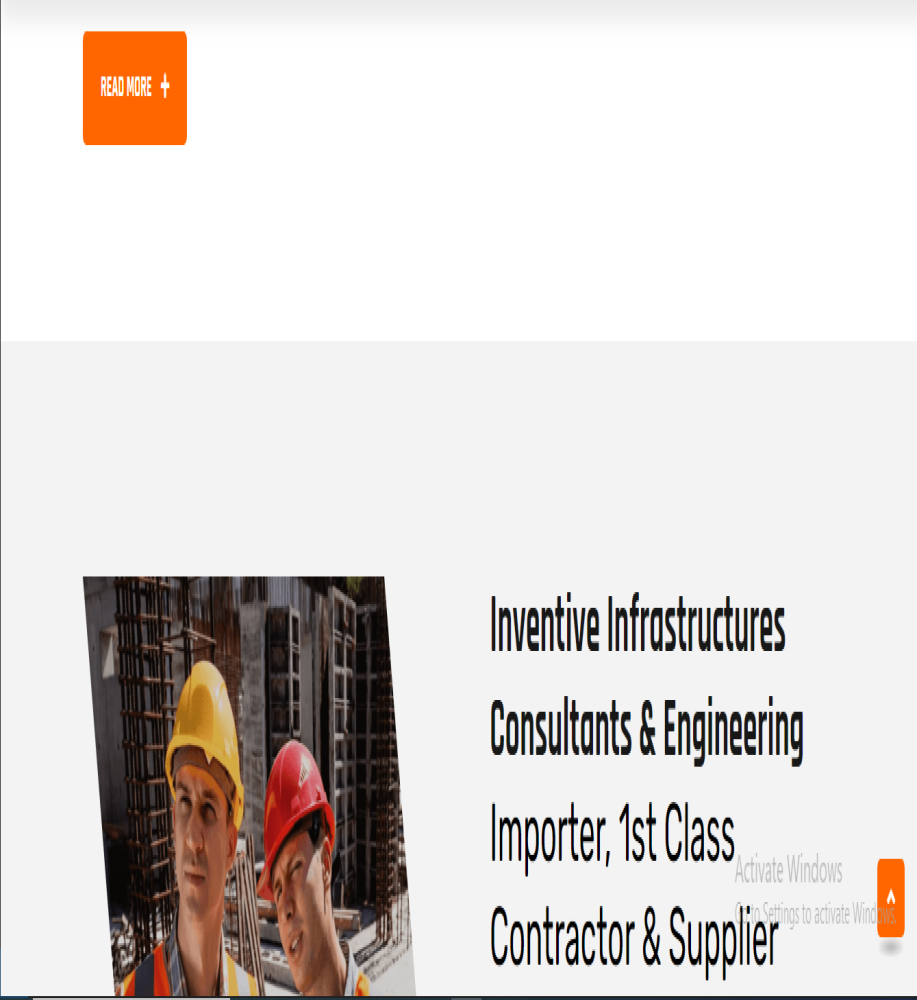 READ MORE +
Inventive Infrastructures
Consultants & Engineering
Importer, 1st Class
Contractor & Supplier
Activate Windows
Go to Settings to activate Windows.